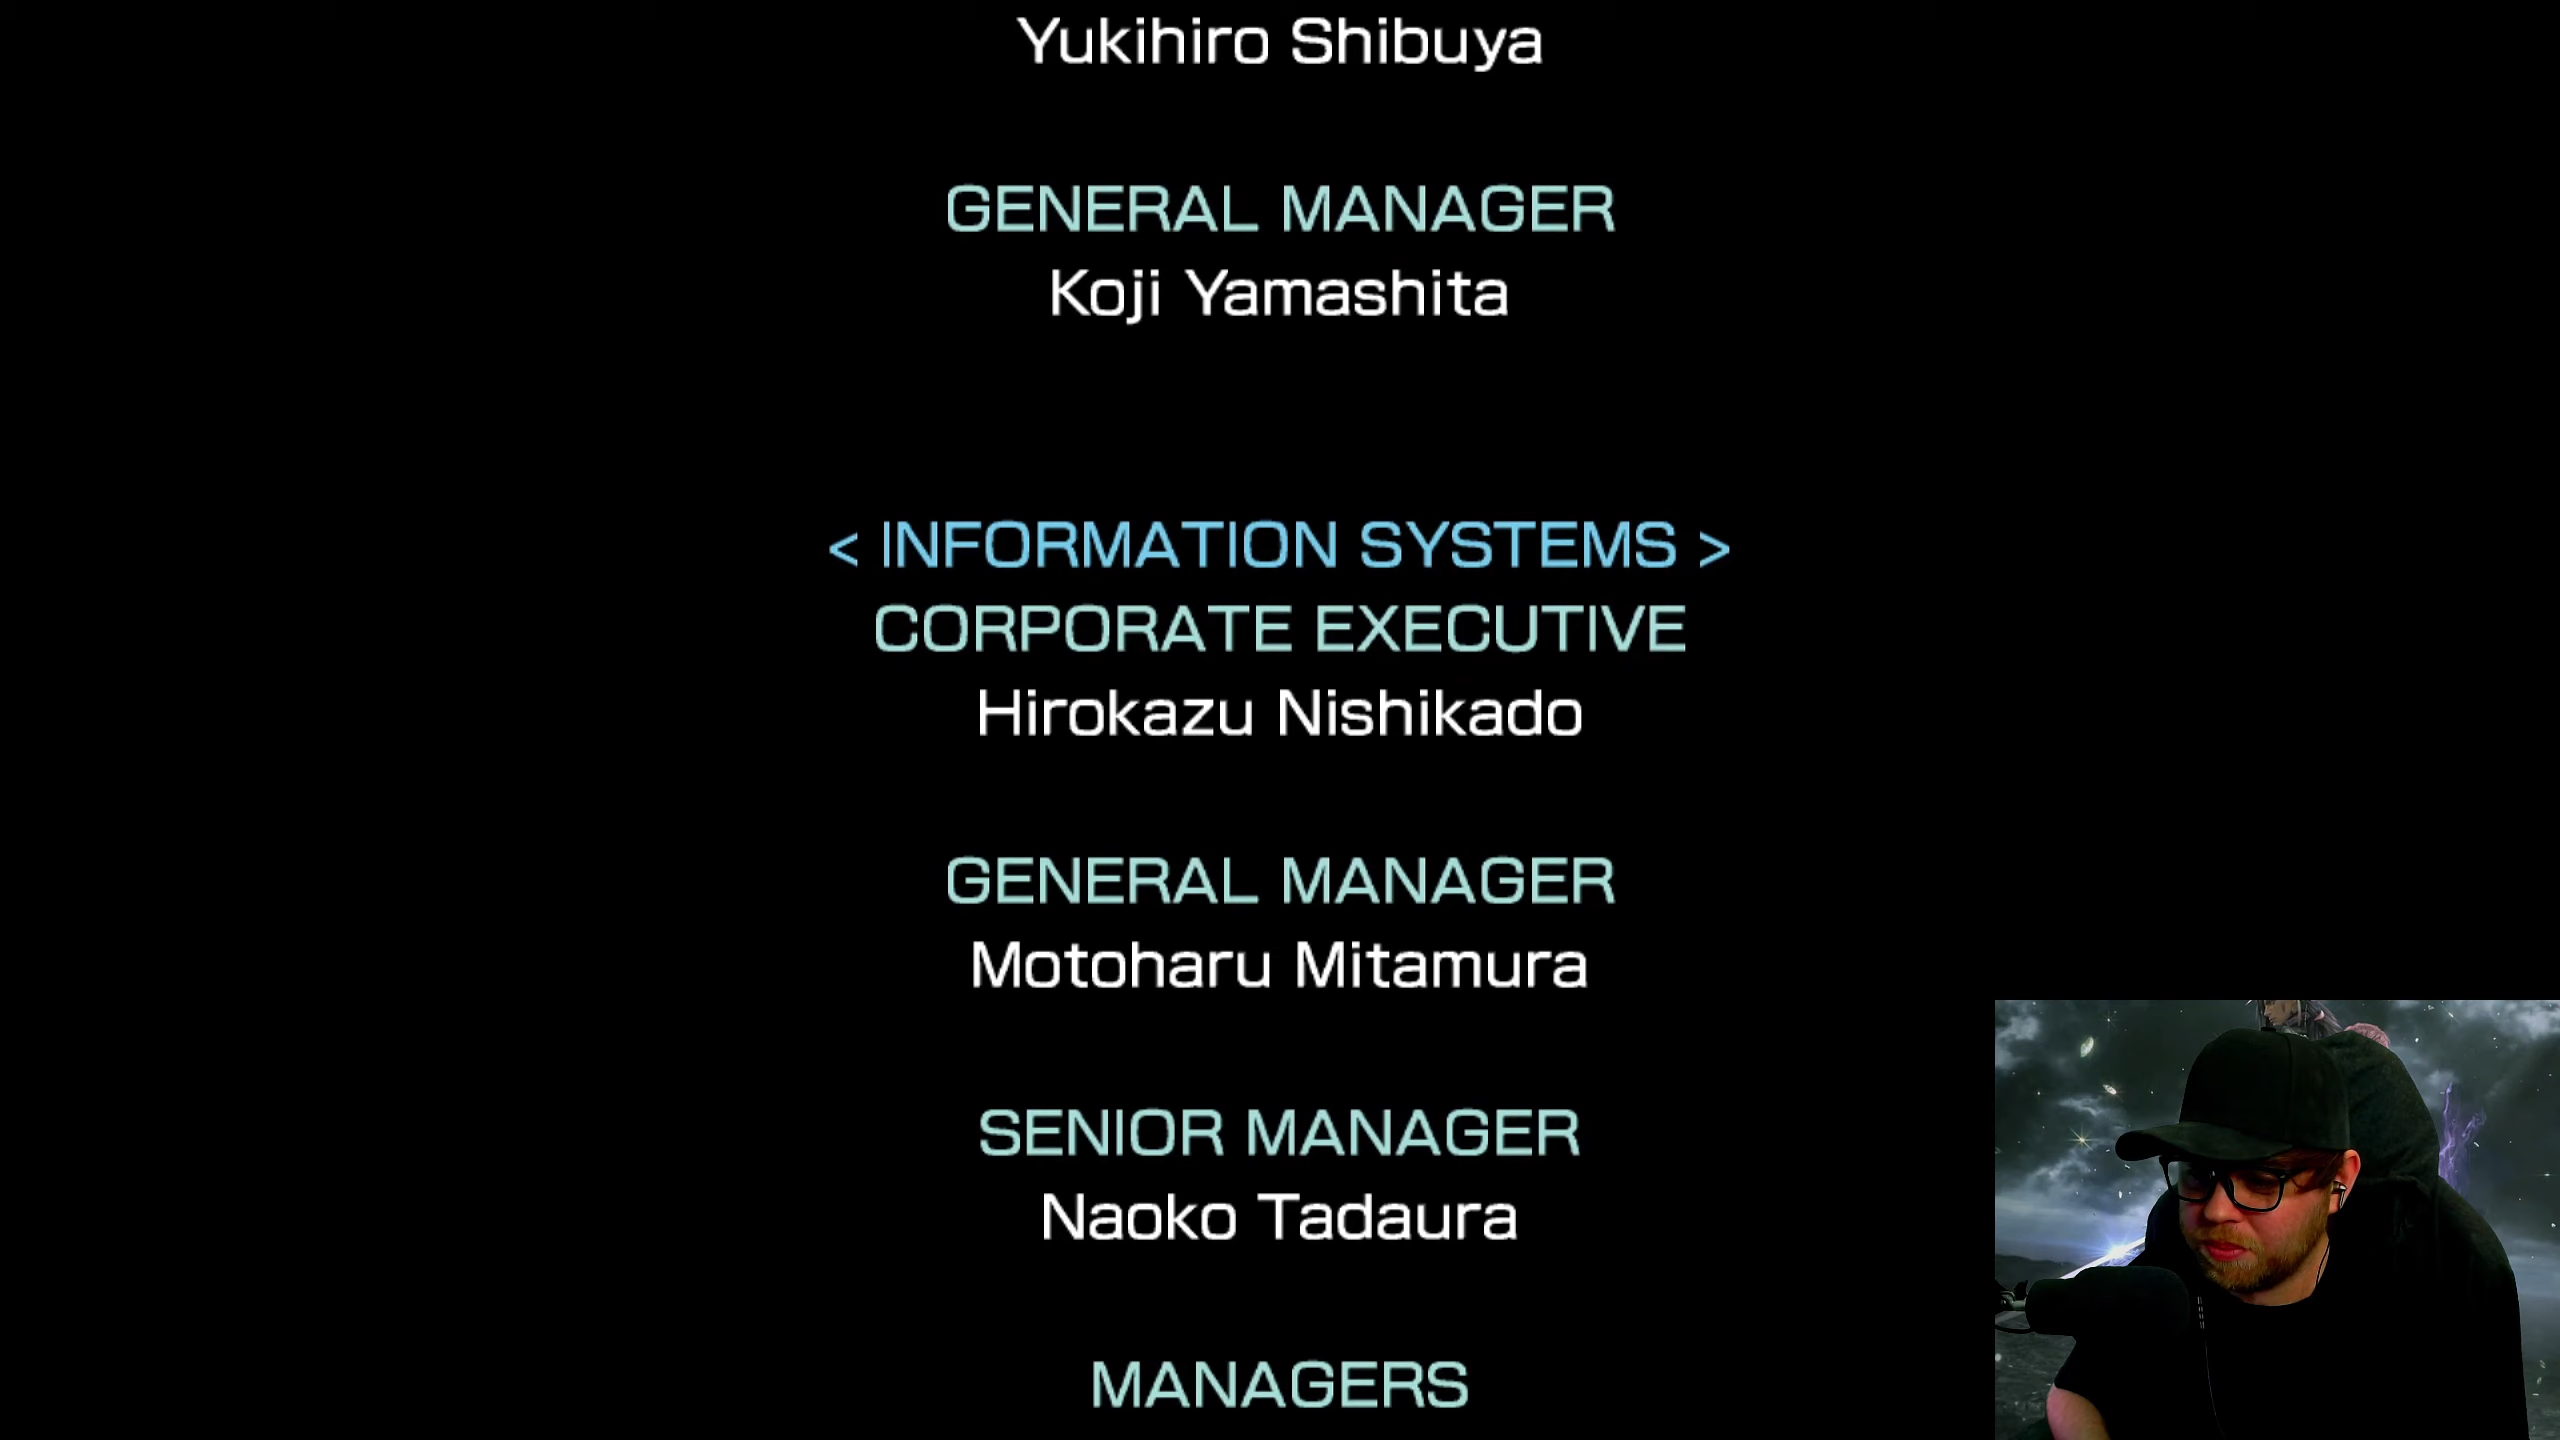 Yukihiro Shibuya
GENERAL MANAGER
Koji Yamashita
< INFORMATION SYSTEMS >
CORPORATE EXECUTIVE
Hirokazu Nishikado
GENERAL MANAGER
Motoharu Mitamura
SENIOR MANAGER
Naoko Tadaura
MANAGERS